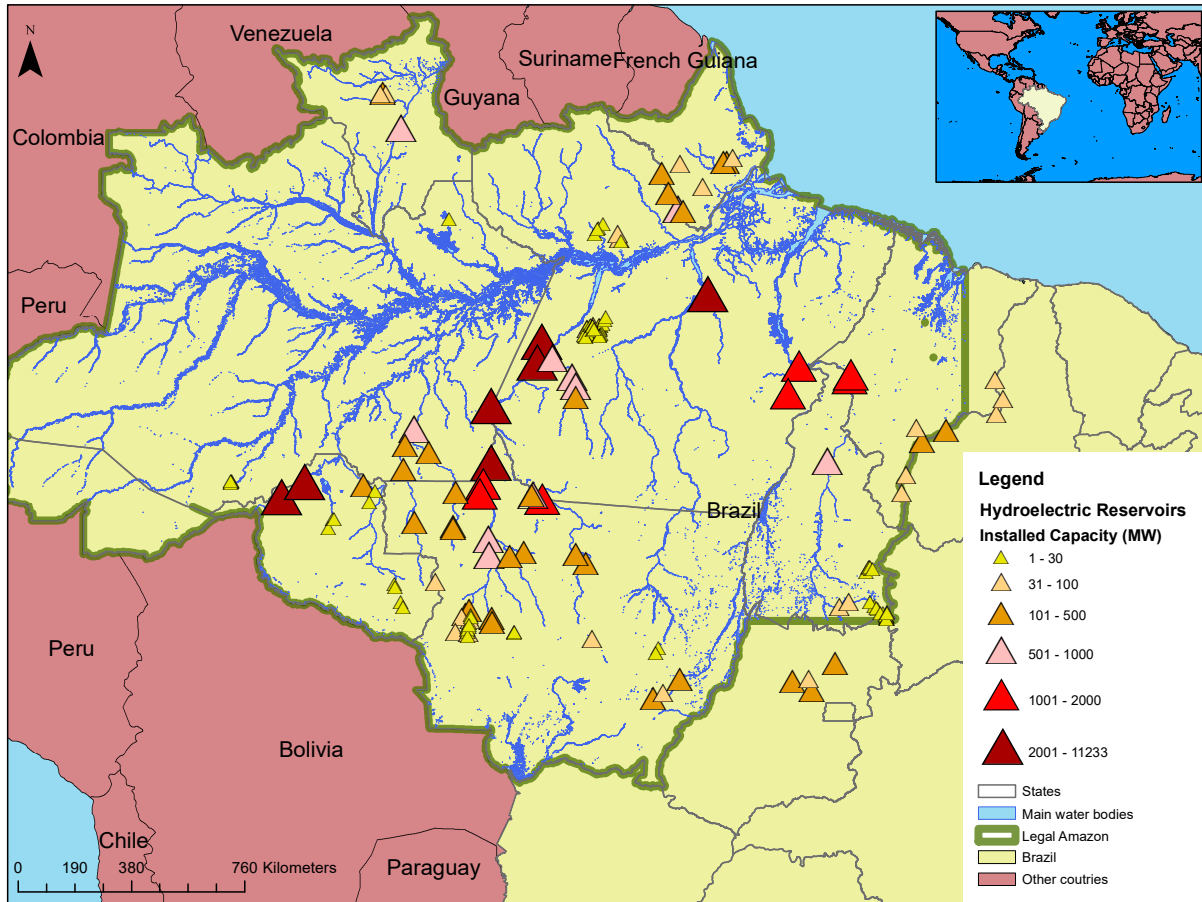 Venezuela
Suriname
French Guiana
N
Guyana
Colombia
Peru
Brazil
Peru
Bolivia
Chile
Paraguay
0 190 380 760 Kilometers
Legend
Hydroelectric Reservoirs
Installed Capacity (MW)
1 - 30
31 - 100
101 - 500
501 - 1000
1001 - 2000
2001 - 11233
States
Main water bodies
Legal Amazon
Brazil
Other coutries